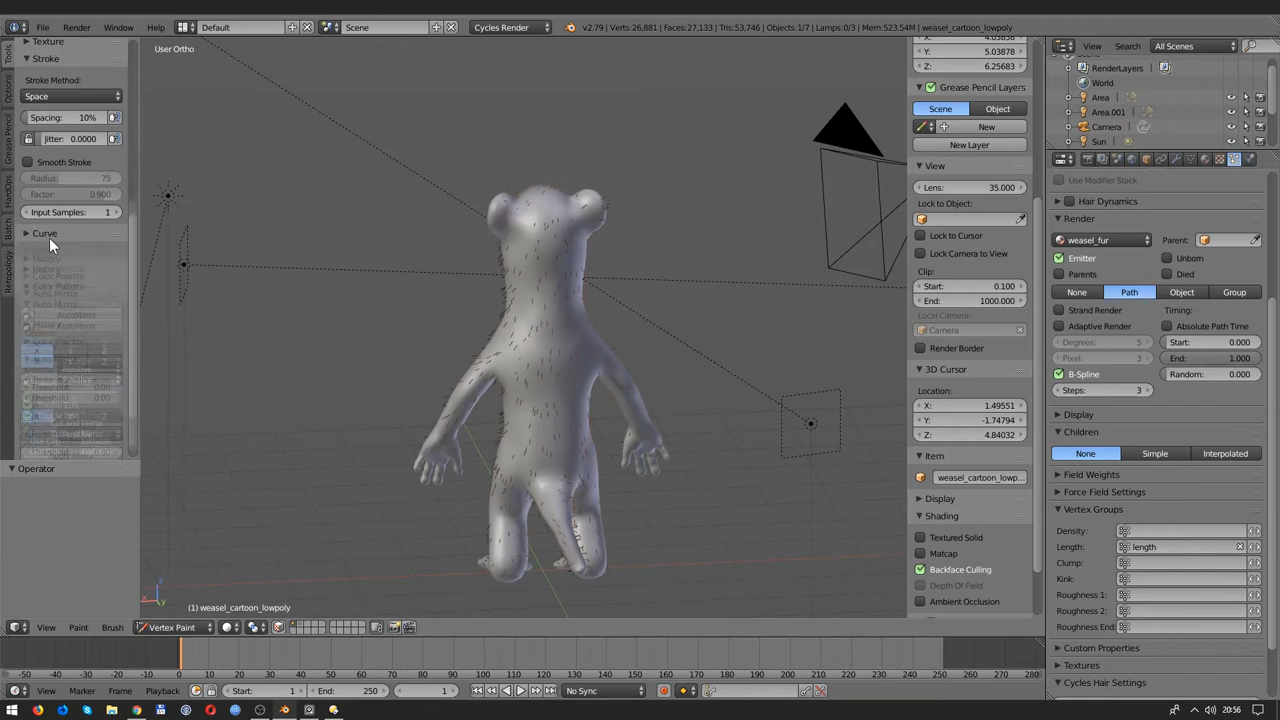 File Render Window Help Default Scene Cycles Render v2.79 | Verts:26,881 | Faces:27,133 | Tris:53,746 | Objects:1/7 | Lamps:0/3 | Mem:523.54M | weasel_cartoon_lowpoly
Texture
Stroke
Stroke Method:
Space
Spacing: 10%
Jitter: 0.0000
Smooth Stroke
Radius: 75
Factor: 0.900
Input Samples: 1
Curve
Operator
Tools
Options
Grease Pencil
HardOps
Batch
Retopology
User Ortho
(1) weasel_cartoon_lowpoly
View Paint Brush Vertex Paint
Y: 5.03878
Z: 6.25683
Grease Pencil Layers
Scene Object
New
New Layer
View
Lens: 35.000
Lock to Object:
Lock to Cursor
Lock Camera to View
Clip:
Start: 0.100
End: 1000.000
Local Camera:
Camera
Render Border
3D Cursor
Location:
X: 1.49551
Y: -1.74794
Z: 4.84032
Item
weasel_cartoon_lowp...
Display
Shading
Textured Solid
Matcap
Backface Culling
Depth Of Field
Ambient Occlusion
View Search All Scenes
RenderLayers
World
Area
Area.001
Camera
Sun
Use Modifier Stack
Hair Dynamics
Render
weasel_fur Parent:
Emitter Unborn
Parents Died
None Path Object Group
Strand Render Timing:
Adaptive Render Absolute Path Time
Degrees: 5 Start: 0.000
Pixel: 3 End: 1.000
B-Spline Random: 0.000
Steps: 3
Display
Children
None Simple Interpolated
Field Weights
Force Field Settings
Vertex Groups
Density:
Length: length
Clump:
Kink:
Roughness 1:
Roughness 2:
Roughness End:
Custom Properties
Textures
Cycles Hair Settings
-50 -40 -30 -20 -10 0 10 20 30 40 50 60 70 80 90 100 110 120 130 140 150 160 170 180 190 200 210 220 230 240 250 260 270 280
View Marker Frame Playback Start: 1 End: 250 1 No Sync
20:56